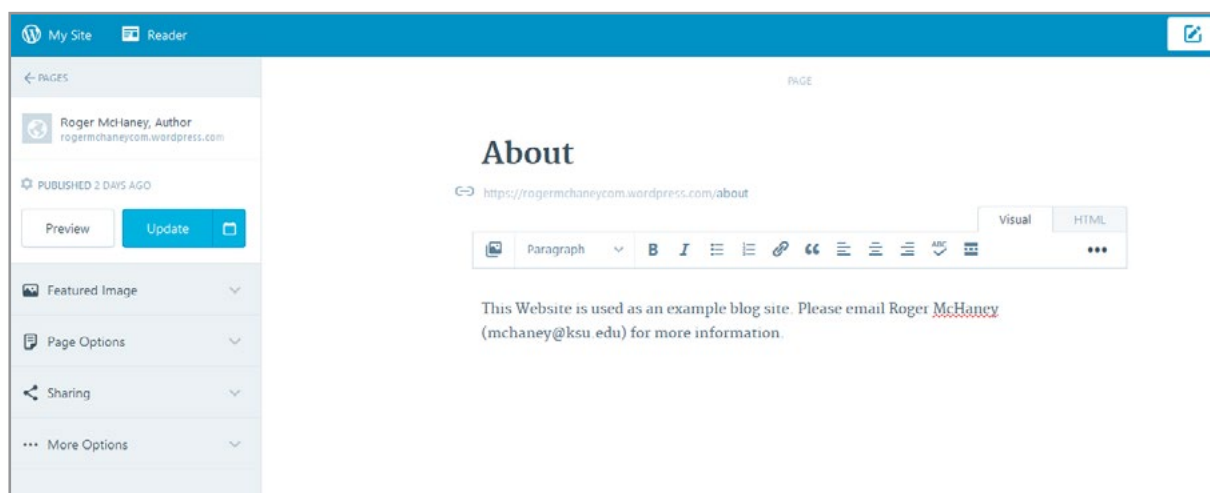 My Site Reader
PAGES
Roger McHaney, Author
rogermchaneycom.wordpress.com
PUBLISHED 2 DAYS AGO
Preview Update
Featured Image
Page Options
Sharing
More Options
PAGE
About
https://rogermchaneycom.wordpress.com/about
Visual HTML
Paragraph B I ABC
This Website is used as an example blog site. Please email Roger McHaney
(mchaney@ksu.edu) for more information.